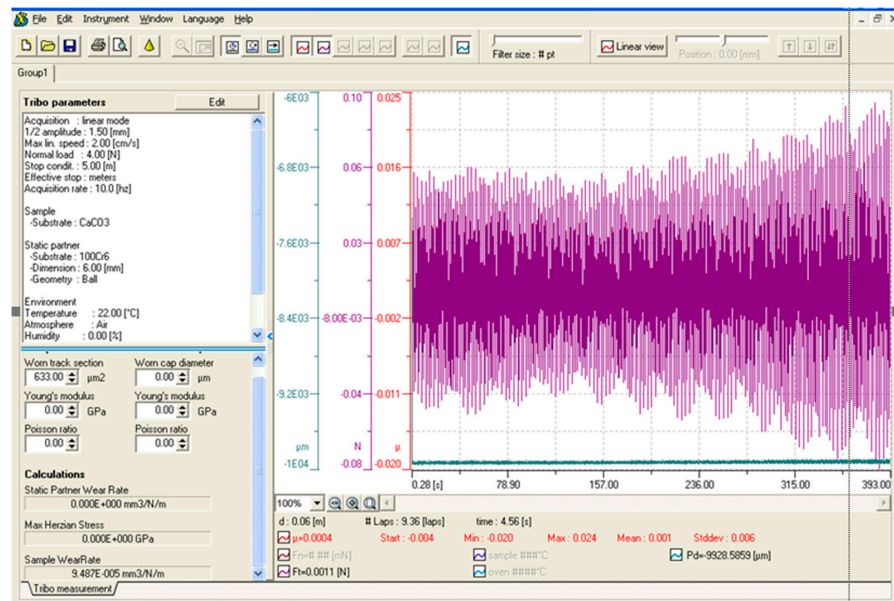 File Edit Instrument Window Language Help
Filter size : # pt
Linear view
Position : 0.00 [mm]
Group1
Tribo parameters Edit
Acquisition : linear mode
1/2 amplitude : 1.50 [mm]
Max lin. speed : 2.00 [cm/s]
Normal load : 4.00 [N]
Stop condit. : 5.00 [m]
Effective stop : meters
Acquisition rate : 10.0 [hz]
Sample
-Substrate : CaCO3
Static partner
-Substrate : 100Cr6
-Dimension : 6.00 [mm]
-Geometry : Ball
Environment
Temperature : 22.00 [°C]
Atmosphere : Air
Humidity : 0.00 [%]
Worn track section Worn cap diameter
633.00 µm2 0.00 µm
Young's modulus Young's modulus
0.00 GPa 0.00 GPa
Poisson ratio Poisson ratio
0.00 0.00
Calculations
Static Partner Wear Rate
0.000E+000 mm3/N/m
Max Herzian Stress
0.000E+000 GPa
Sample WearRate
9.487E-005 mm3/N/m
Tribo measurement
-6E03 0.10 0.025
-6.8E03 0.06 0.016
-7.6E03 0.03 0.007
-8.4E03 -8.00E-03 -0.002
-9.2E03 -0.04 -0.011
µm N µ
-1E04 -0.08 -0.020
0.28 [s] 78.90 157.00 236.00 315.00 393.00
100%
d : 0.06 [m] # Laps : 9.36 [laps] time : 4.56 [s]
µ=0.0004 Start : -0.004 Min : -0.020 Max : 0.024 Mean : 0.001 Stddev : 0.006
Fn=#.## [mN] sample ###°C Pd=-9928.5859 [µm]
Ft=0.0011 [N] oven ####°C